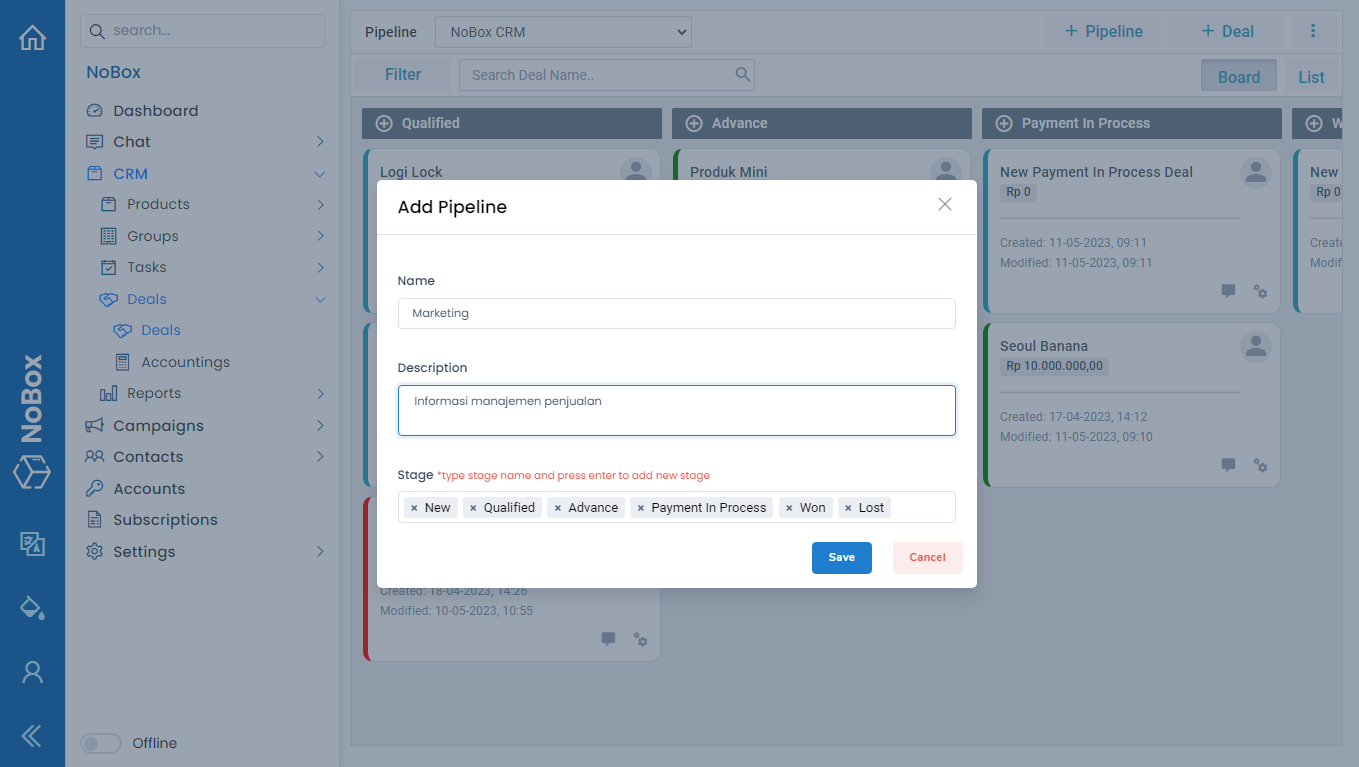 search...
NoBox
Dashboard
Chat
CRM
Products
Groups
Tasks
Deals
Deals
Accountings
Reports
Campaigns
Contacts
Accounts
Subscriptions
Settings
Offline
NoBox
Pipeline
NoBox CRM
+ Pipeline
+ Deal
Filter
Search Deal Name..
Board
List
Qualified
Advance
Payment In Process
W
Logi Lock
Produk Mini
New Payment In Process Deal
Rp 0
Created: 11-05-2023, 09:11
Modified: 11-05-2023, 09:11
New
Rp 0
Create
Modif
Seoul Banana
Rp 10.000.000,00
Created: 17-04-2023, 14:12
Modified: 11-05-2023, 09:10
Add Pipeline
Name
Marketing
Description
Informasi manajemen penjualan
Stage *type stage name and press enter to add new stage
× New × Qualified × Advance × Payment In Process × Won × Lost
Save
Cancel
Created: 18-04-2023, 14:26
Modified: 10-05-2023, 10:55